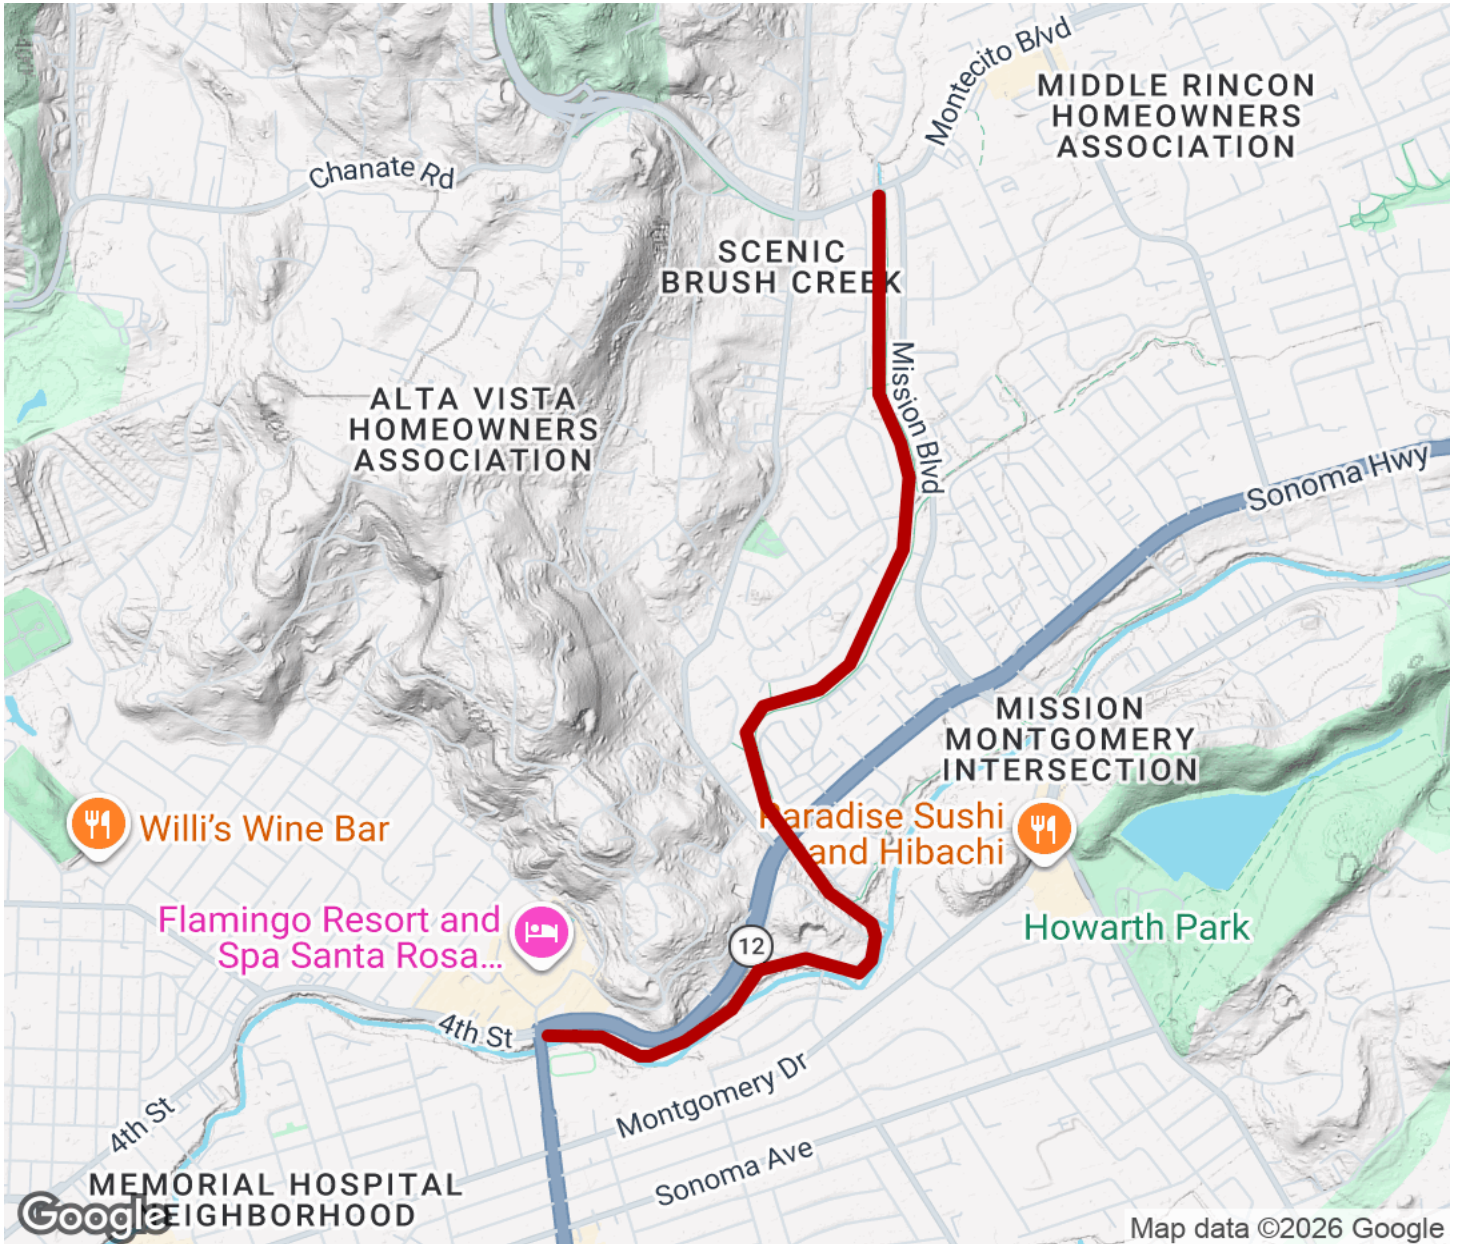 Montecito Blvd
MIDDLE RINCON
HOMEOWNERS
ASSOCIATION
Chanate Rd
SCENIC
BRUSH CREEK
Mission Blvd
ALTA VISTA
HOMEOWNERS
ASSOCIATION
Sonoma Hwy
MISSION
MONTGOMERY
INTERSECTION
Willi's Wine Bar
Paradise Sushi
and Hibachi
Flamingo Resort and
Spa Santa Rosa...
Howarth Park
12
4th St
Montgomery Dr
4th St
Sonoma Ave
MEMORIAL HOSPITAL
NEIGHBORHOOD
Google
Map data ©2026 Google